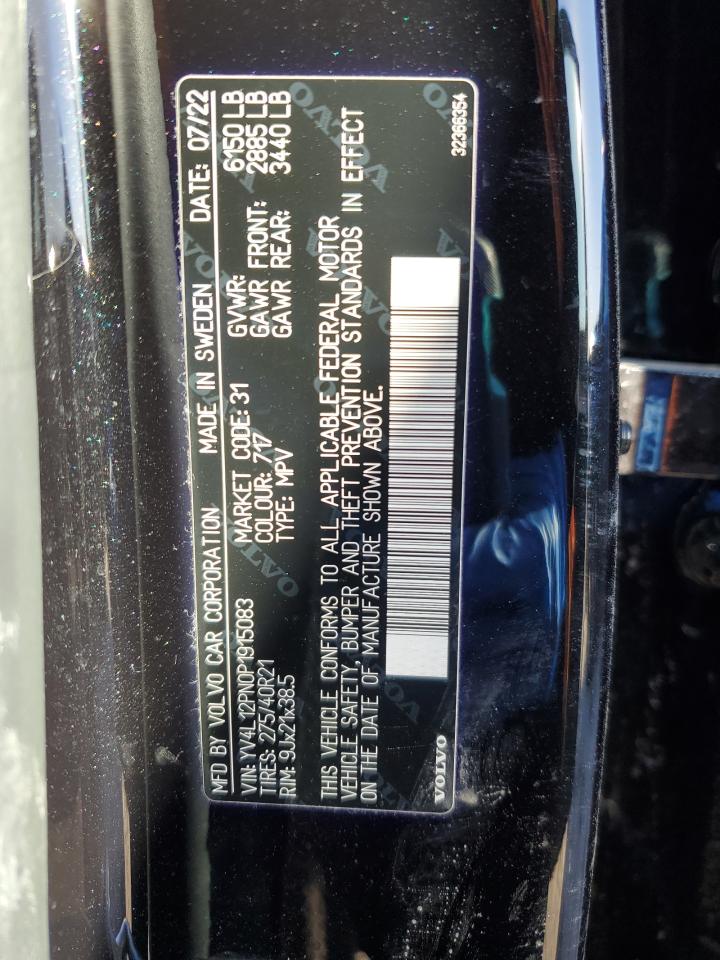 MFD BY VOLVO CAR CORPORATION MADE IN SWEDEN DATE: 07/22
VIN: YV4L12PN0P1915083 MARKET CODE: 31 GVWR: 6150 LB
TIRES: 275/40R21 COLOUR: 717 GAWR FRONT: 2885 LB
RIM: 9Jx21x38.5 TYPE: MPV GAWR REAR: 3440 LB
THIS VEHICLE CONFORMS TO ALL APPLICABLE FEDERAL MOTOR
VEHICLE SAFETY, BUMPER AND THEFT PREVENTION STANDARDS IN EFFECT
ON THE DATE OF MANUFACTURE SHOWN ABOVE.
VOLVO 32366354